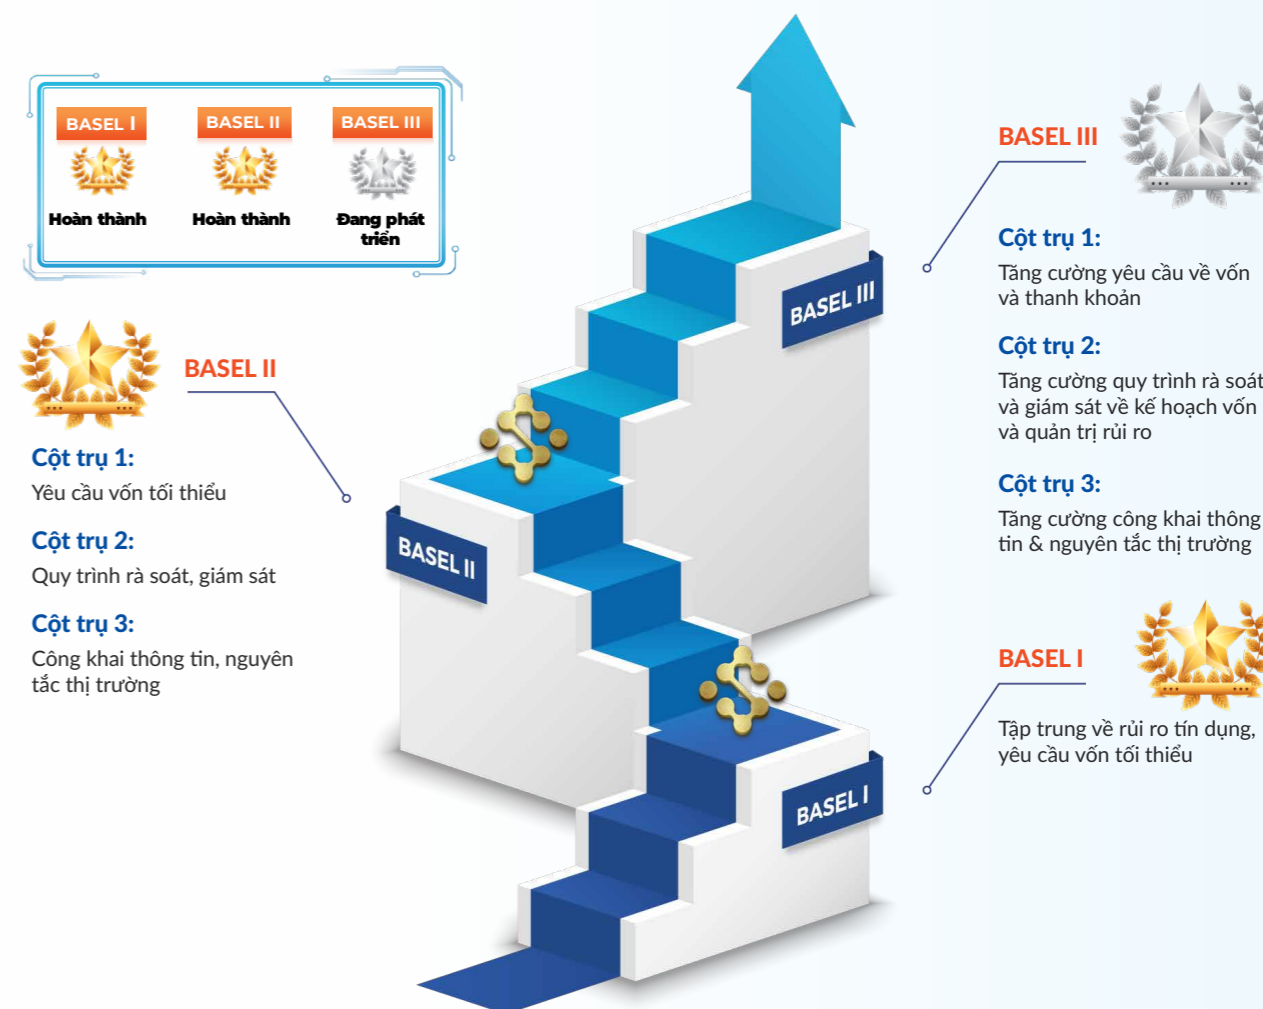 BASEL I
BASEL II
BASEL III
Hoàn thành
Hoàn thành
Đang phát
triển
BASEL II
Cột trụ 1:
Yêu cầu vốn tối thiểu
Cột trụ 2:
Quy trình rà soát, giám sát
Cột trụ 3:
Công khai thông tin, nguyên
tắc thị trường
BASEL III
BASEL II
BASEL I
BASEL III
Cột trụ 1:
Tăng cường yêu cầu về vốn
và thanh khoản
Cột trụ 2:
Tăng cường quy trình rà soát
và giám sát về kế hoạch vốn
và quản trị rủi ro
Cột trụ 3:
Tăng cường công khai thông
tin & nguyên tắc thị trường
BASEL I
Tập trung về rủi ro tín dụng,
yêu cầu vốn tối thiểu